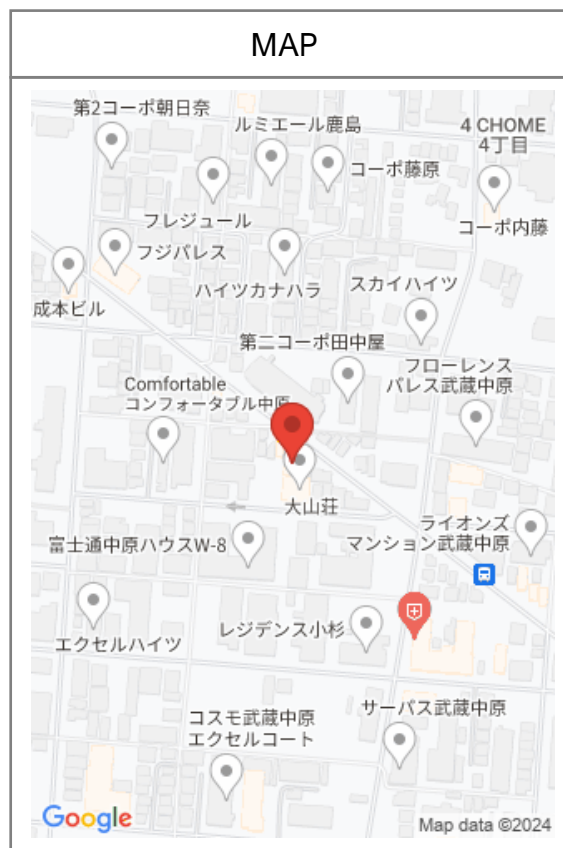 MAP
第2コーポ朝日奈
ルミエール鹿島
4 CHOME
4丁目
コーポ藤原
フレジュール
コーポ内藤
フジパレス
ハイツカナハラ
スカイハイツ
成本ビル
第二コーポ田中屋
フローレンス
パレス武蔵中原
Comfortable
コンフォータブル中原
大山荘
ライオンズ
マンション武蔵中原
富士通中原ハウスW-8
エクセルハイツ
レジデンス小杉
コスモ武蔵中原
エクセルコート
サーパス武蔵中原
Google
Map data ©2024